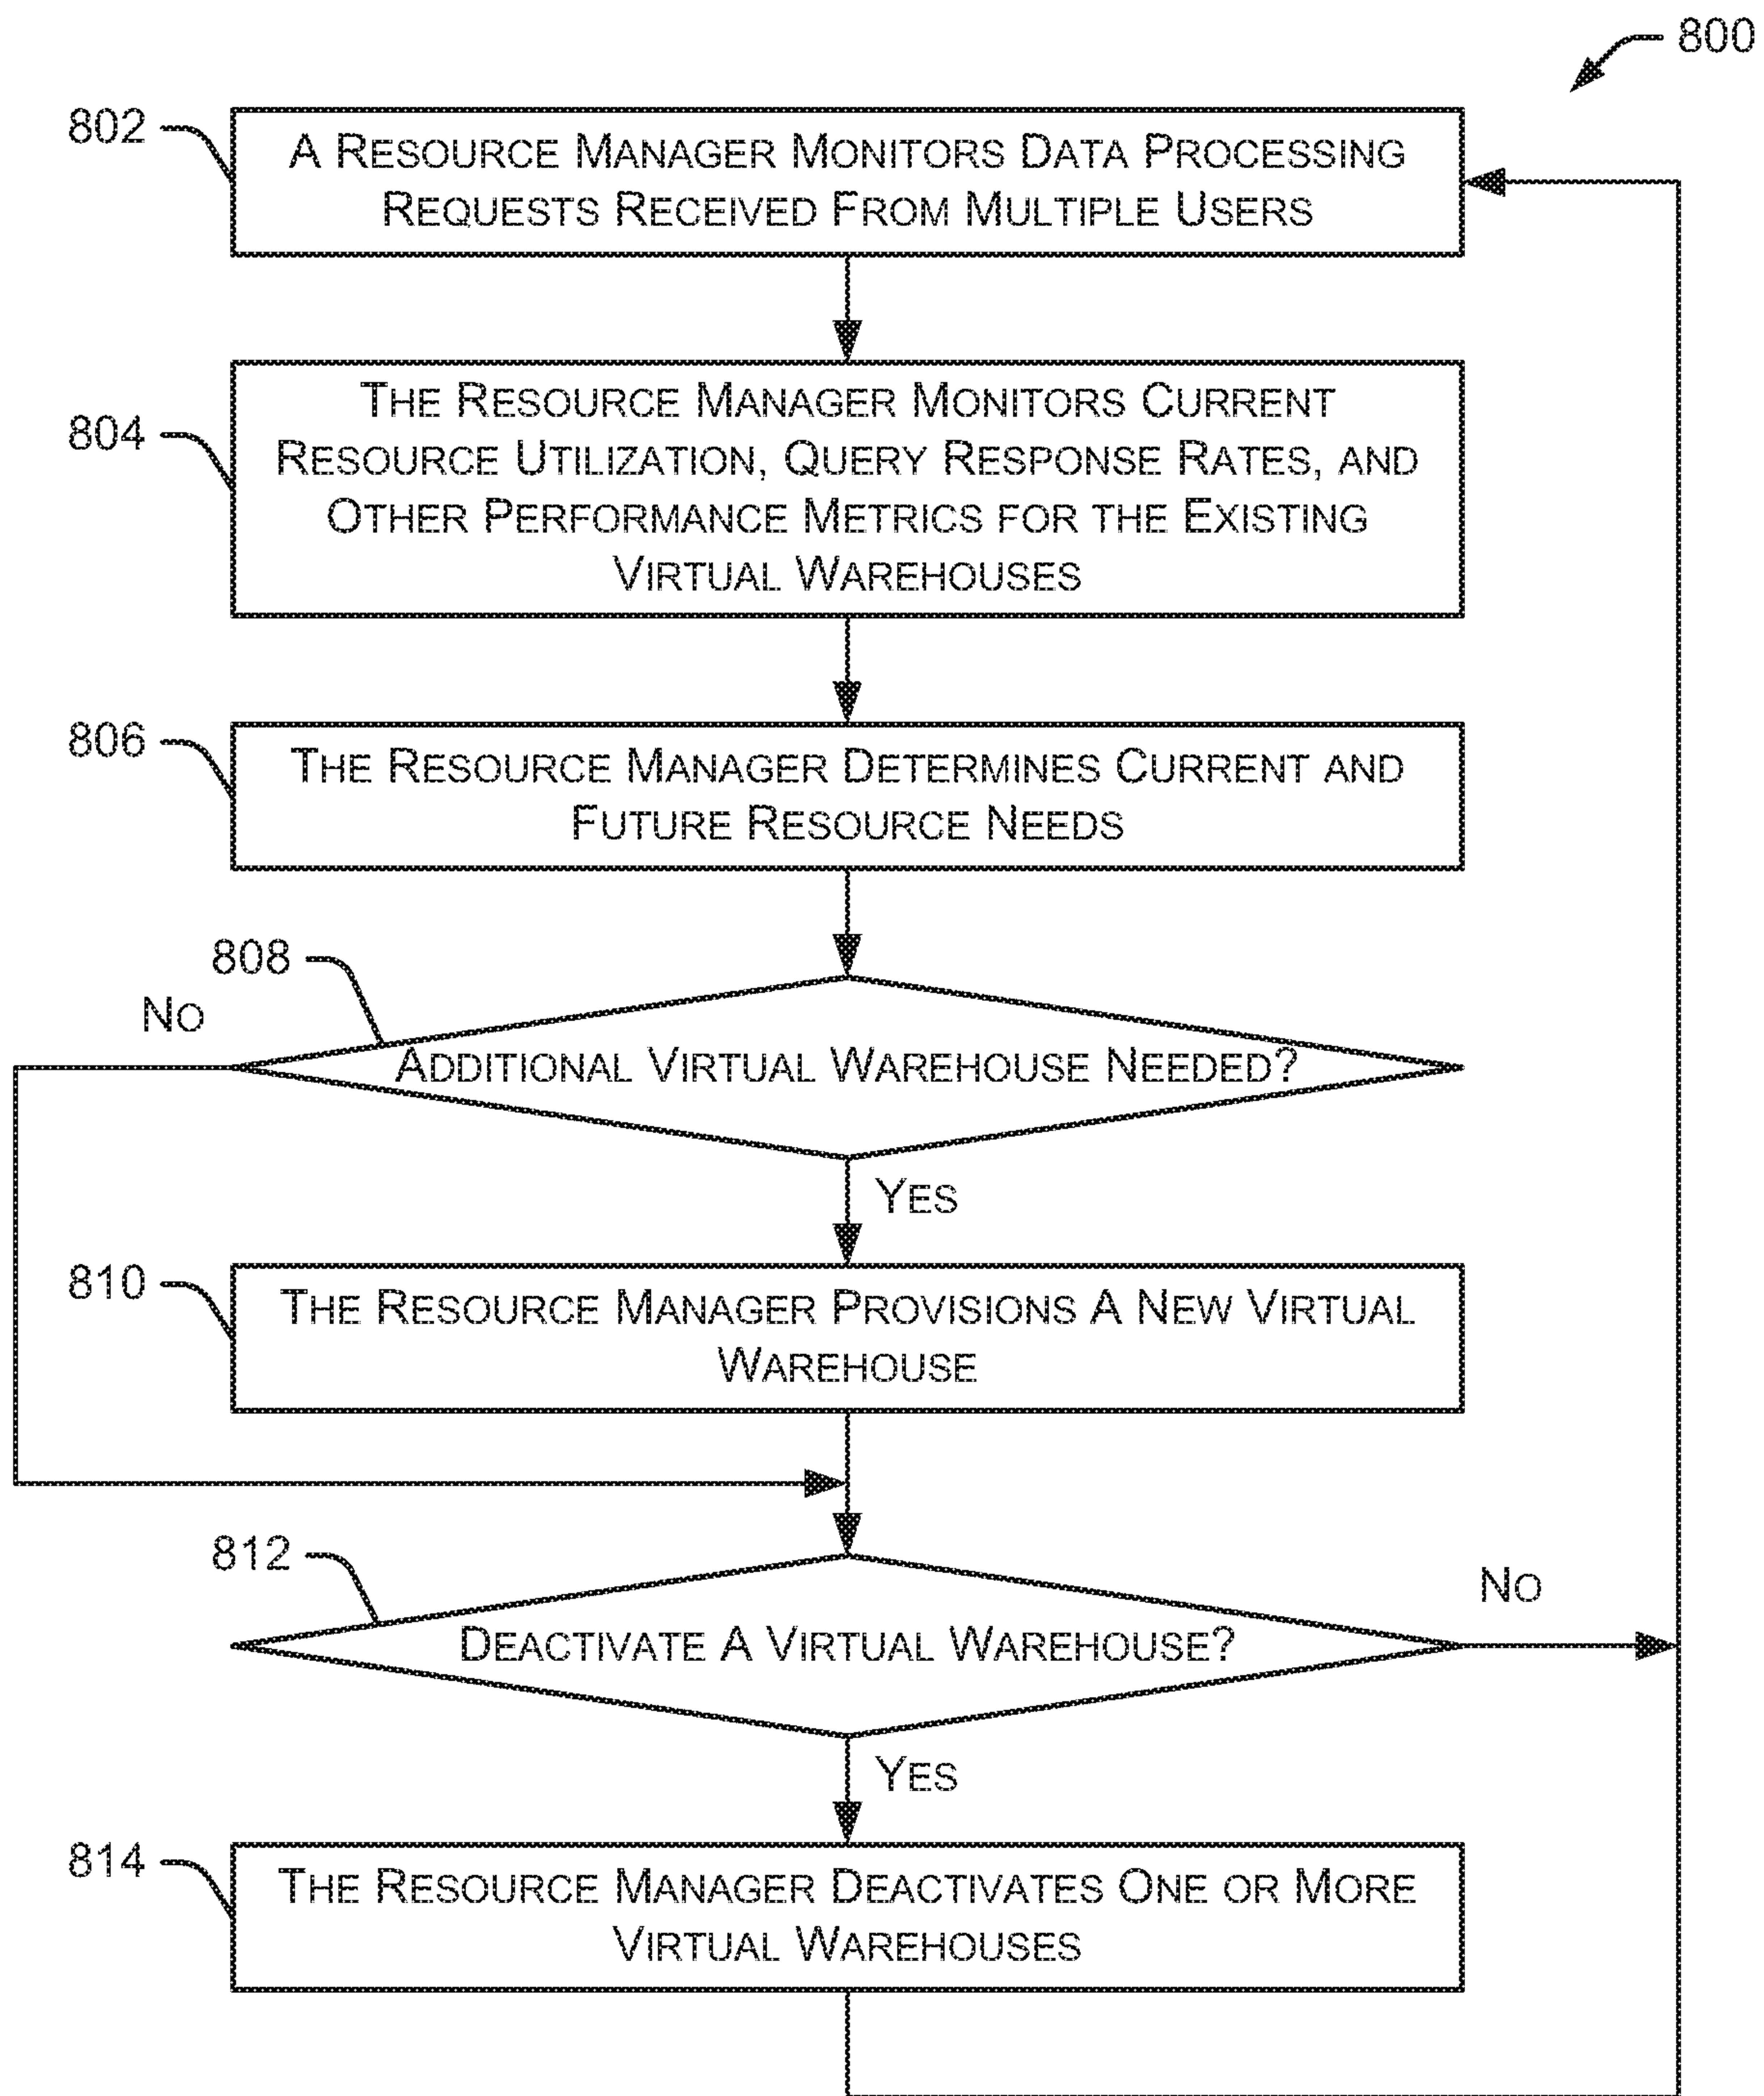 800
802
A Resource Manager Monitors Data Processing
Requests Received From Multiple Users
804
The Resource Manager Monitors Current
Resource Utilization, Query Response Rates, and
Other Performance Metrics for the Existing
Virtual Warehouses
806
The Resource Manager Determines Current and
Future Resource Needs
808
No
Additional Virtual Warehouse Needed?
Yes
810
The Resource Manager Provisions A New Virtual
Warehouse
812
No
Deactivate A Virtual Warehouse?
Yes
814
The Resource Manager Deactivates One or More
Virtual Warehouses